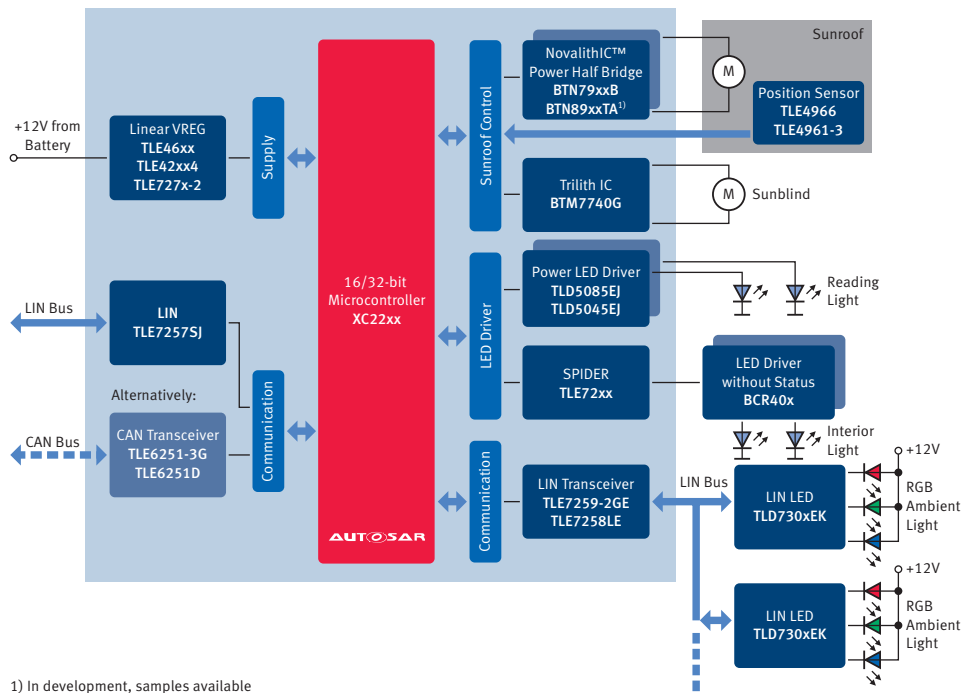 Sunroof
NovalithIC™
Power Half Bridge
BTN79xxB
BTN89xxTA1)
M
Position Sensor
TLE4966
TLE4961-3
+12V from
Battery
Linear VREG
TLE46xx
TLE42xx4
TLE727x-2
Supply
Sunroof Control
Trilith IC
BTM7740G
M
Sunblind
16/32-bit
Microcontroller
XC22xx
AUTOSAR
LED Driver
Power LED Driver
TLD5085EJ
TLD5045EJ
Reading
Light
LIN Bus
LIN
TLE7257SJ
SPIDER
TLE72xx
LED Driver
without Status
BCR40x
Interior
Light
Alternatively:
CAN Bus
CAN Transceiver
TLE6251-3G
TLE6251D
Communication
Communication
LIN Transceiver
TLE7259-2GE
TLE7258LE
LIN Bus
LIN LED
TLD730xEK
+12V
RGB
Ambient
Light
LIN LED
TLD730xEK
+12V
RGB
Ambient
Light
1) In development, samples available